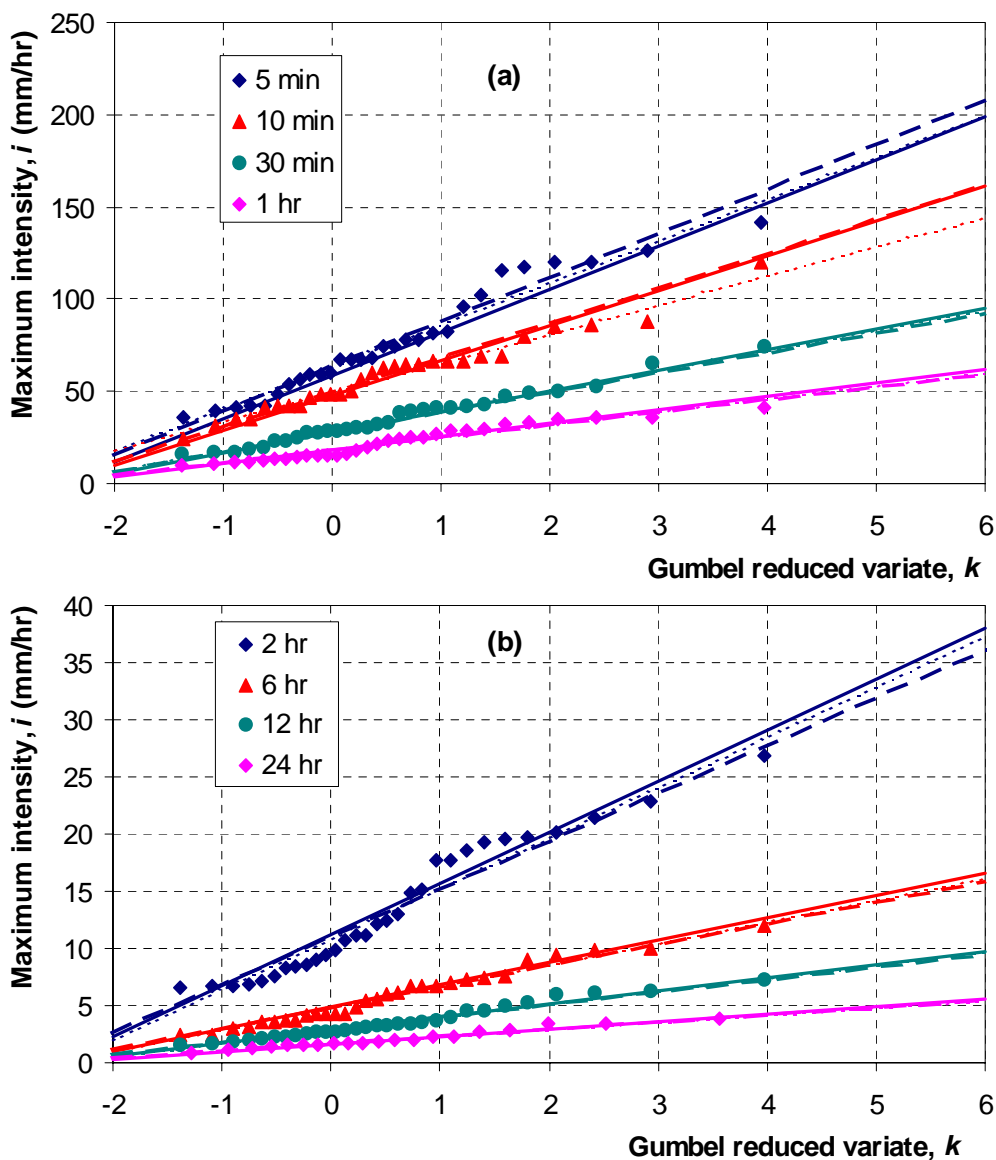 Maximum intensity, i (mm/hr)
250
200
150
100
50
0
(a)
5 min
10 min
30 min
1 hr
-2 -1 0 1 2 3 4 5 6
Gumbel reduced variate, k
Maximum intensity, i (mm/hr)
40
35
30
25
20
15
10
5
0
(b)
2 hr
6 hr
12 hr
24 hr
-2 -1 0 1 2 3 4 5 6
Gumbel reduced variate, k